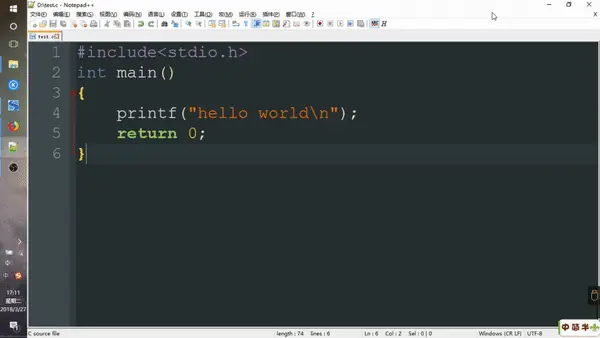 D:\test.c - Notepad++
文件(F) 编辑(E) 搜索(S) 视图(V) 编码(N) 语言(L) 设置(T) 工具(O) 宏(M) 运行(R) 插件(P) 窗口(W) ?
test.c
1 #include<stdio.h>
2 int main()
3 {
4 printf("hello world\n");
5 return 0;
6 }
中
17:11
星期二
2018/3/27
C source file
length : 74 lines : 6
Ln : 6 Col : 2 Sel : 0 | 0
Windows (CR LF)
UTF-8
INS